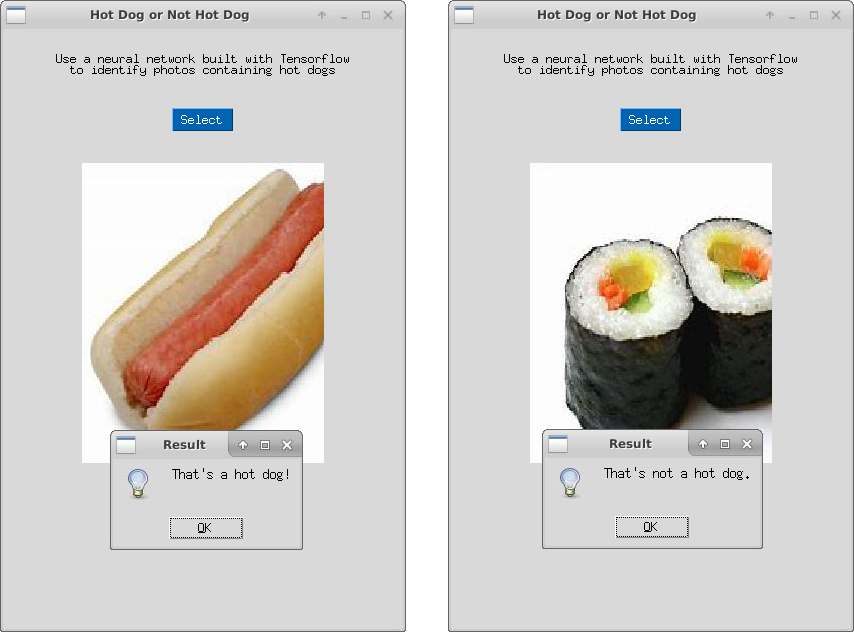 Hot Dog or Not Hot Dog
Use a neural network built with Tensorflow
to identify photos containing hot dogs
Select
Result
That's a hot dog!
OK
Hot Dog or Not Hot Dog
Use a neural network built with Tensorflow
to identify photos containing hot dogs
Select
Result
That's not a hot dog.
OK